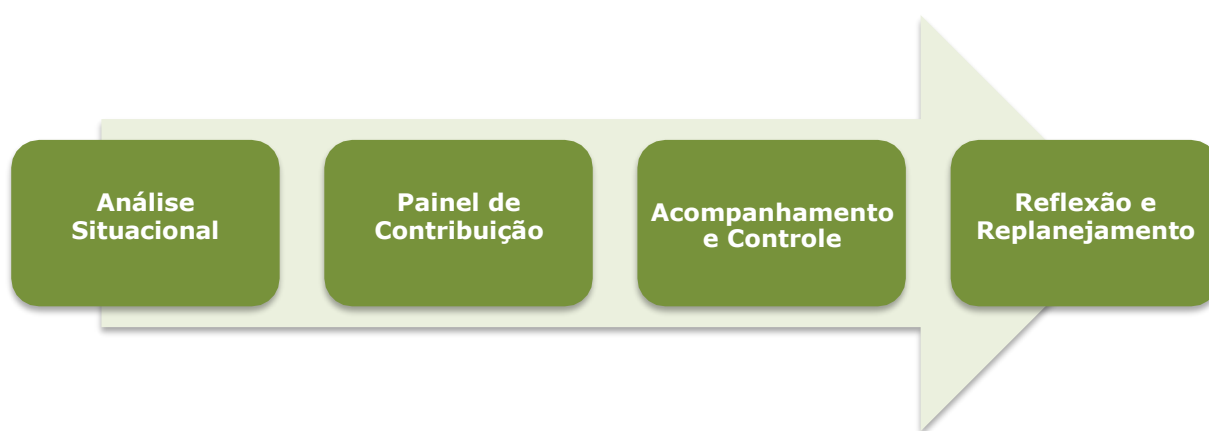 Análise
Situacional
Painel de
Contribuição
Acompanhamento
e Controle
Reflexão e
Replanejamento